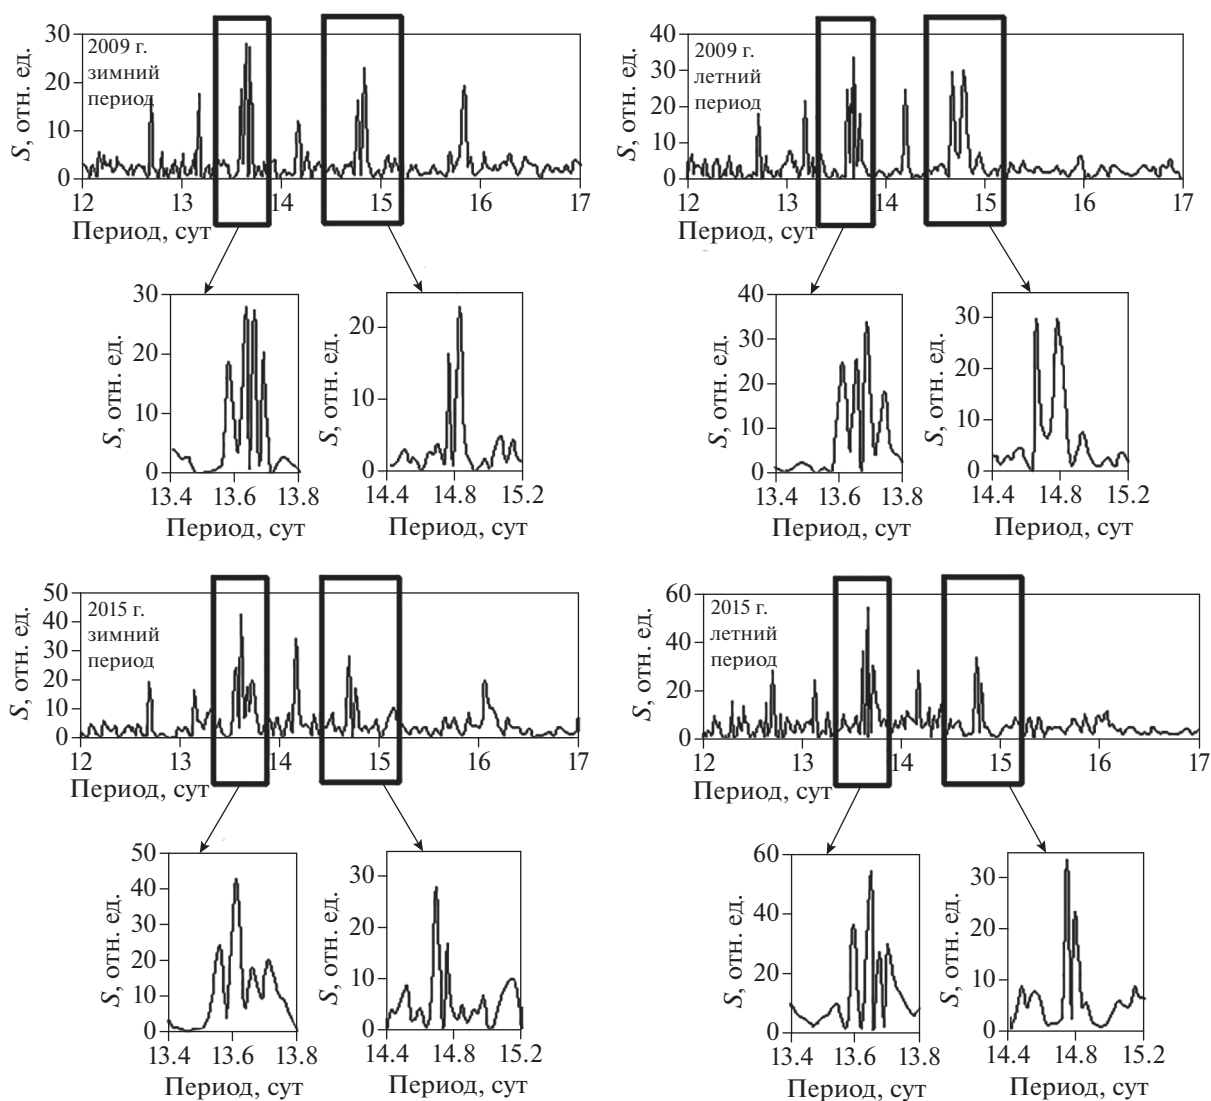 30
20
10
0
S, отн. ед.
2009 г.
зимний
период
12 13 14 15 16 17
Период, сут
40
30
20
10
0
S, отн. ед.
2009 г.
летний
период
12 13 14 15 16 17
Период, сут
30
20
10
0
S, отн. ед.
13.4 13.6 13.8
Период, сут
20
10
0
S, отн. ед.
14.4 14.8 15.2
Период, сут
40
30
20
10
0
S, отн. ед.
13.4 13.6 13.8
Период, сут
30
20
10
0
S, отн. ед.
14.4 14.8 15.2
Период, сут
50
40
30
20
10
0
S, отн. ед.
2015 г.
зимний
период
12 13 14 15 16 17
Период, сут
60
40
20
0
S, отн. ед.
2015 г.
летний
период
12 13 14 15 16 17
Период, сут
50
40
30
20
10
0
S, отн. ед.
13.4 13.6 13.8
Период, сут
30
20
10
0
S, отн. ед.
14.4 14.8 15.2
Период, сут
60
40
20
0
S, отн. ед.
13.4 13.6 13.8
Период, сут
30
20
10
0
S, отн. ед.
14.4 14.8 15.2
Период, сут